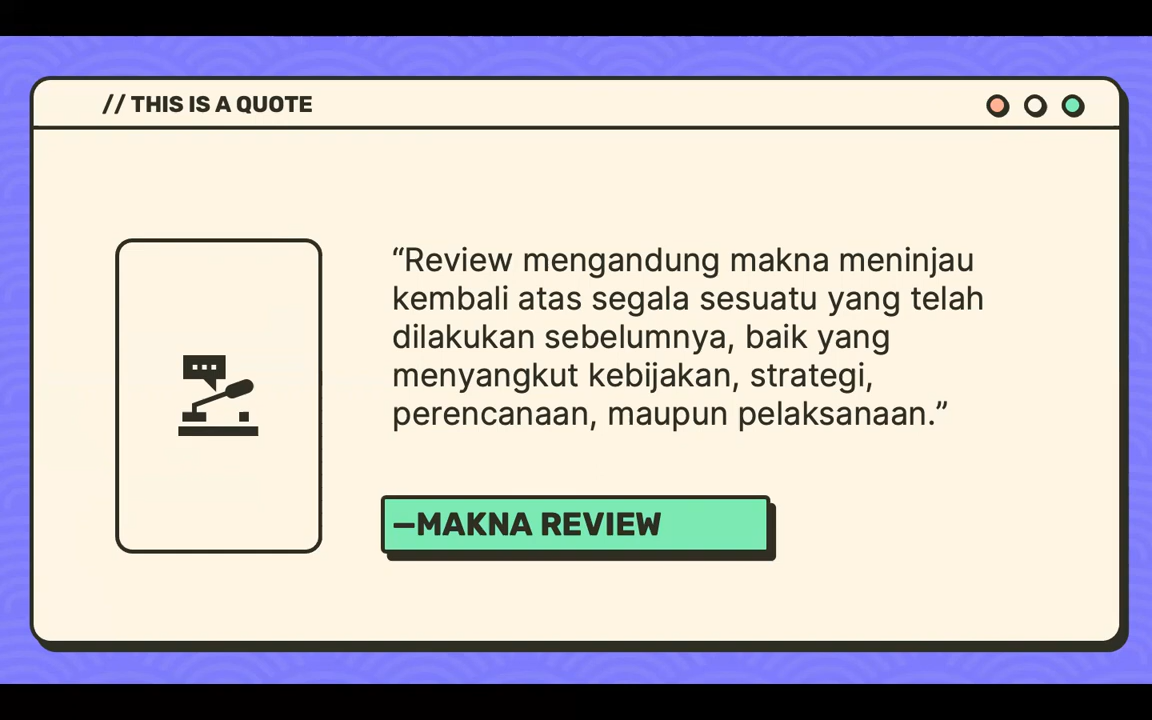 // THIS IS A QUOTE
“Review mengandung makna meninjau
kembali atas segala sesuatu yang telah
dilakukan sebelumnya, baik yang
menyangkut kebijakan, strategi,
perencanaan, maupun pelaksanaan.”
—MAKNA REVIEW